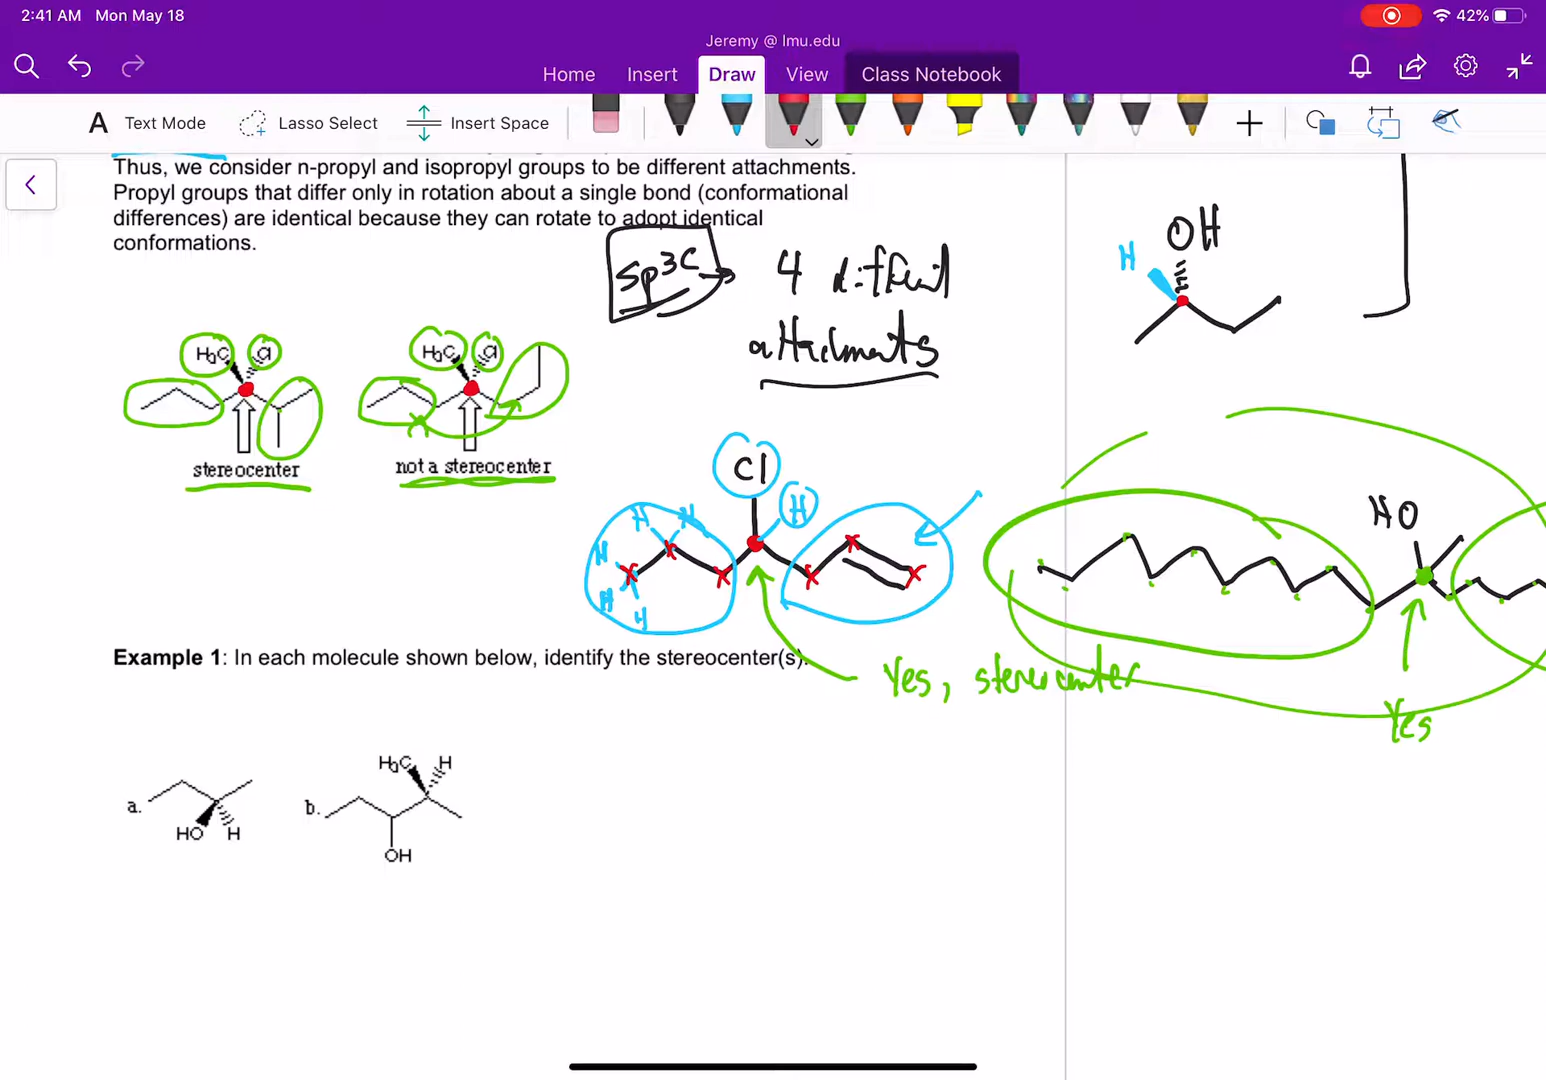 2:41 AM Mon May 18
42%
Jeremy @ lmu.edu
Home Insert Draw View Class Notebook
Text Mode Lasso Select Insert Space
Thus, we consider n-propyl and isopropyl groups to be different attachments.
Propyl groups that differ only in rotation about a single bond (conformational
differences) are identical because they can rotate to adopt identical
conformations.
sp3C → 4 different
attachments
OH
H
H₃C Cl
H₃C Cl
stereocenter
not a stereocenter
Cl
H
H H
H
H
H
HO
Yes, stereocenter
Yes
Example 1: In each molecule shown below, identify the stereocenter(s).
a.
HO H
b.
H₃C H
OH